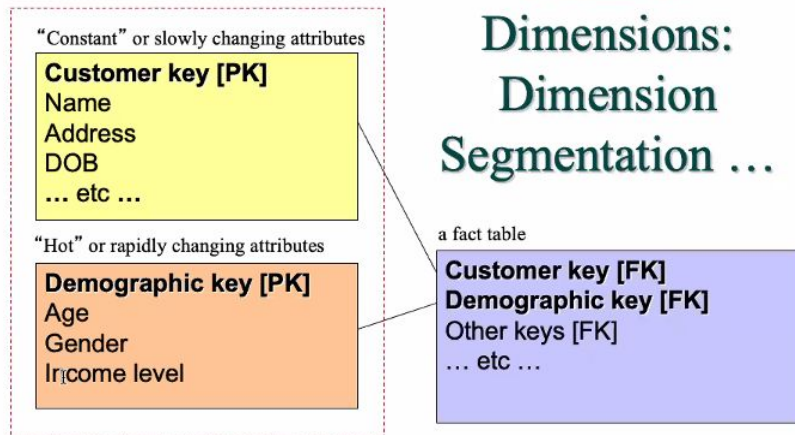 “Constant” or slowly changing attributes
Customer key [PK]
Name
Address
DOB
… etc …
“Hot” or rapidly changing attributes
Demographic key [PK]
Age
Gender
Income level
Dimensions:
Dimension
Segmentation …
a fact table
Customer key [FK]
Demographic key [FK]
Other keys [FK]
… etc …